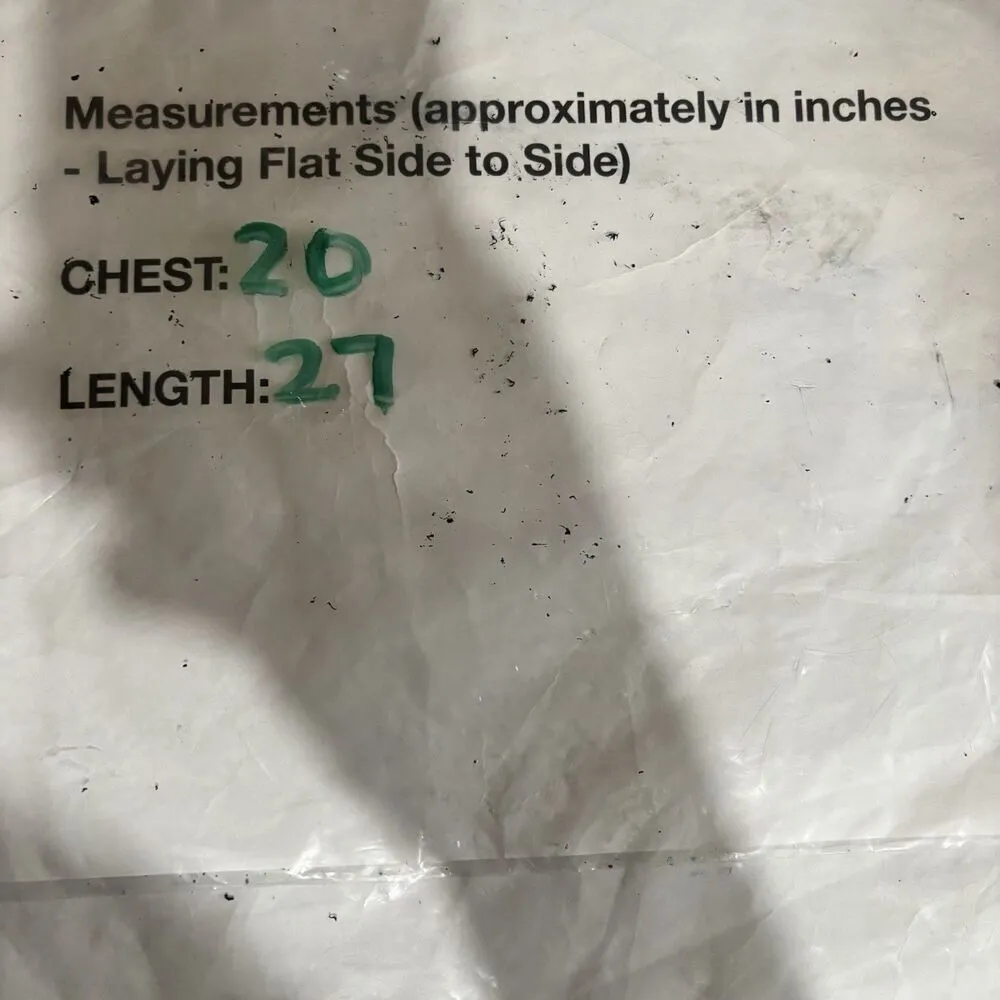 Measurements (approximately in inches.
- Laying Flat Side to Side)
CHEST: 20
LENGTH: 27